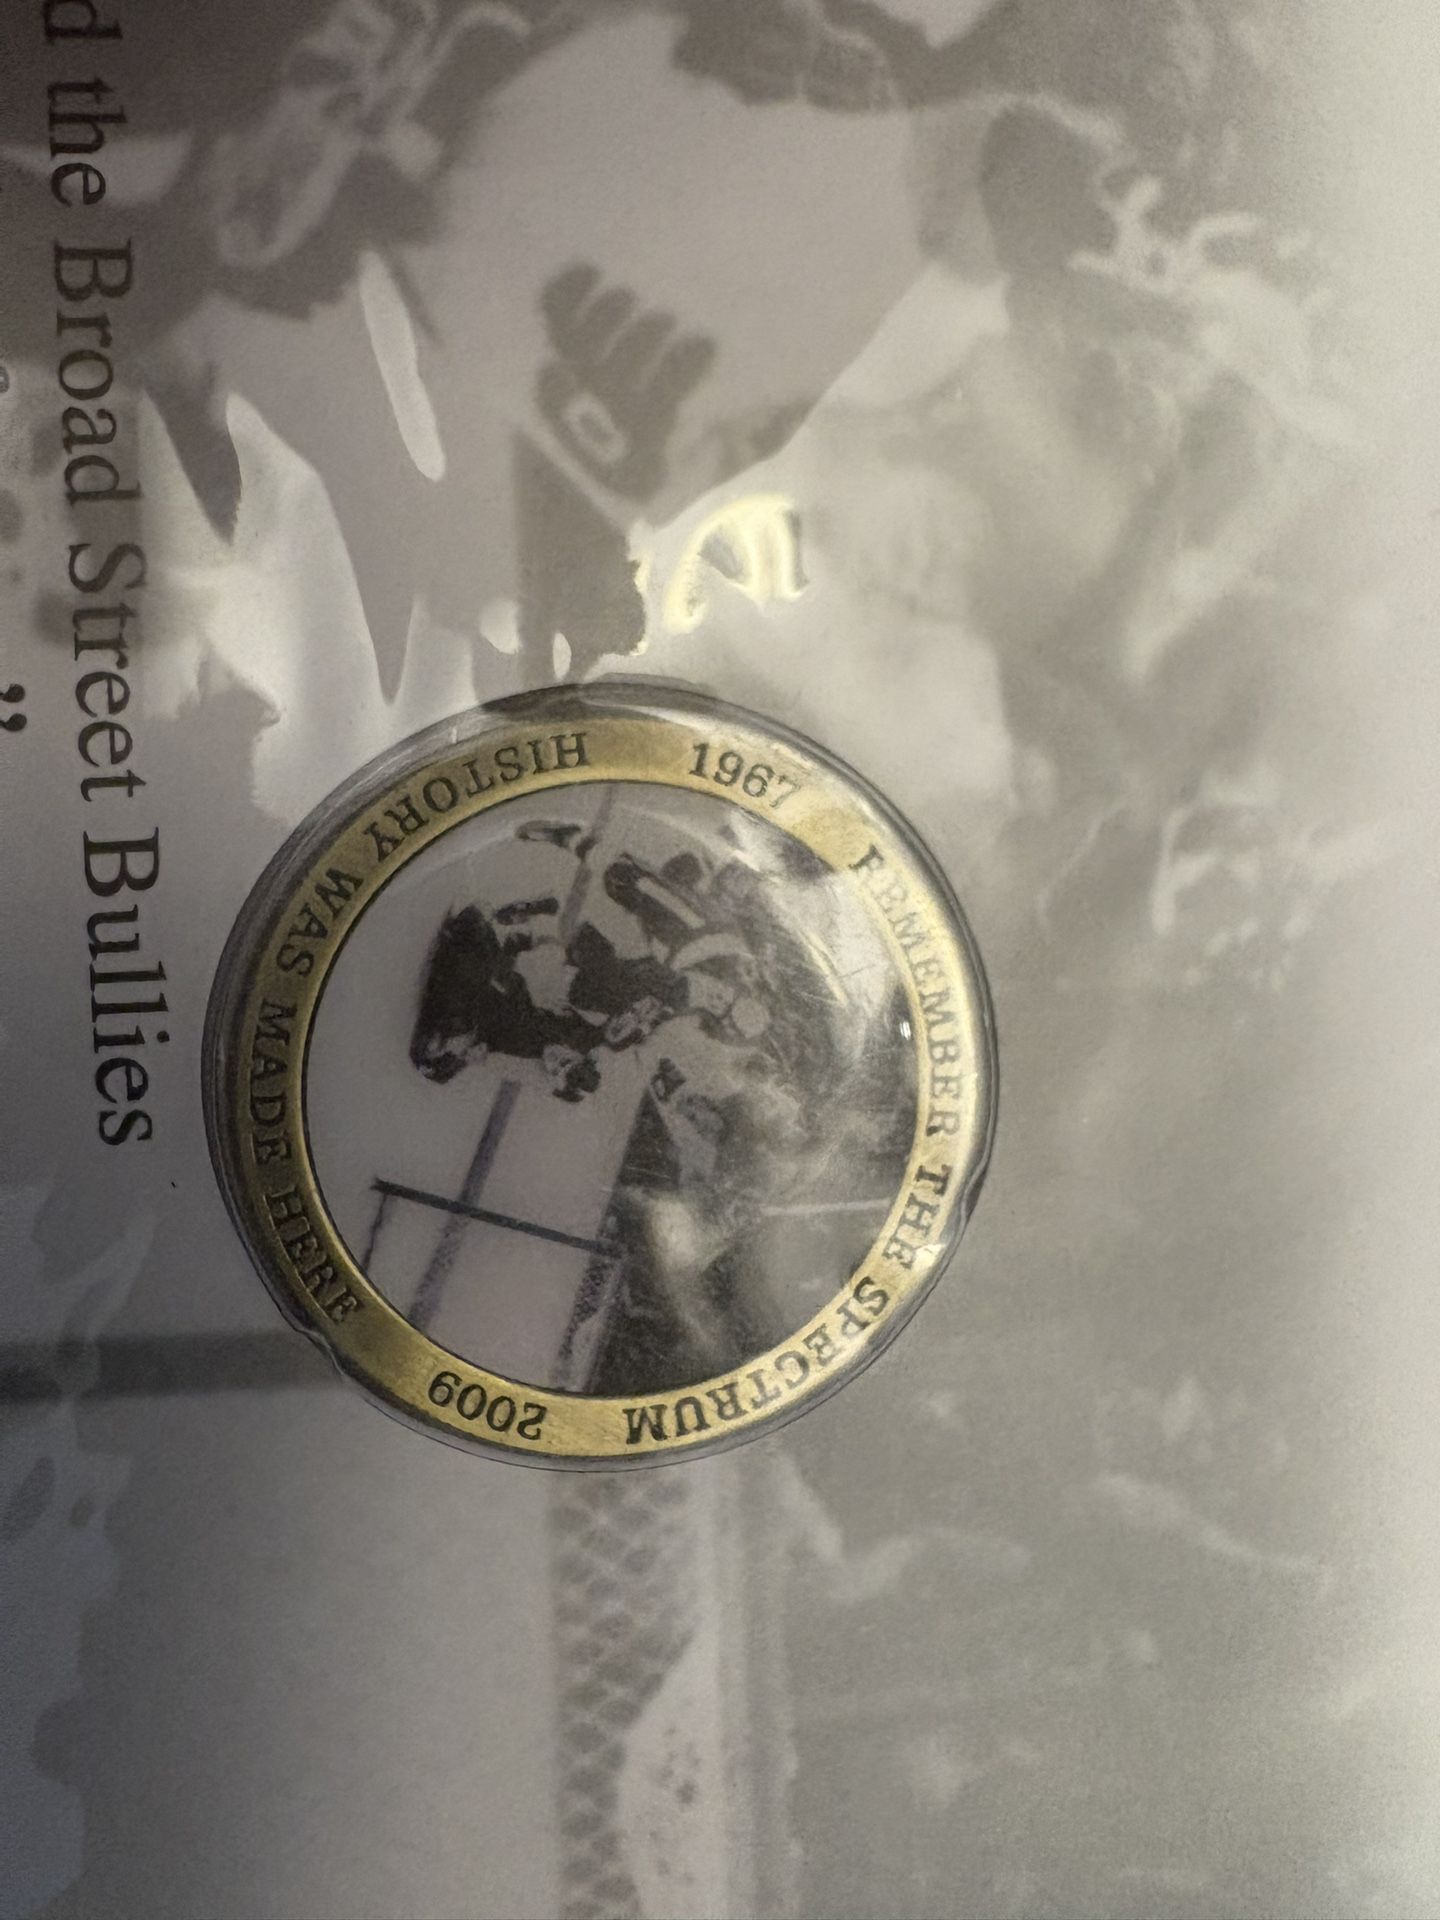 d the Broad Street Bullies
”
1967
REMEMBER THE SPECTRUM
2009
HISTORY WAS MADE HERE